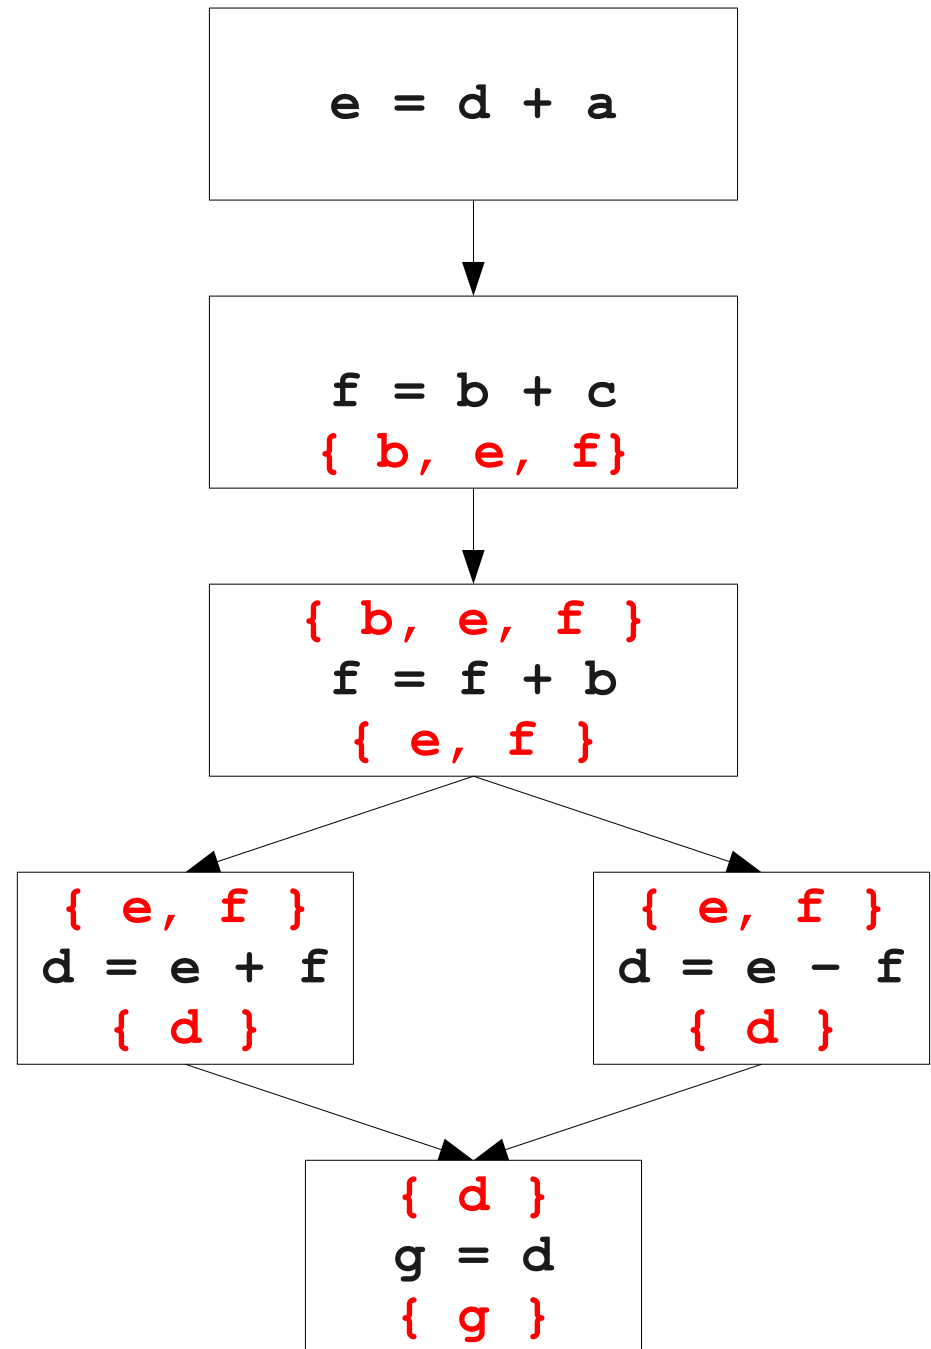 e = d + a
f = b + c
{ b, e, f}
{ b, e, f }
f = f + b
{ e, f }
{ e, f }
d = e + f
{ d }
{ e, f }
d = e - f
{ d }
{ d }
g = d
{ g }